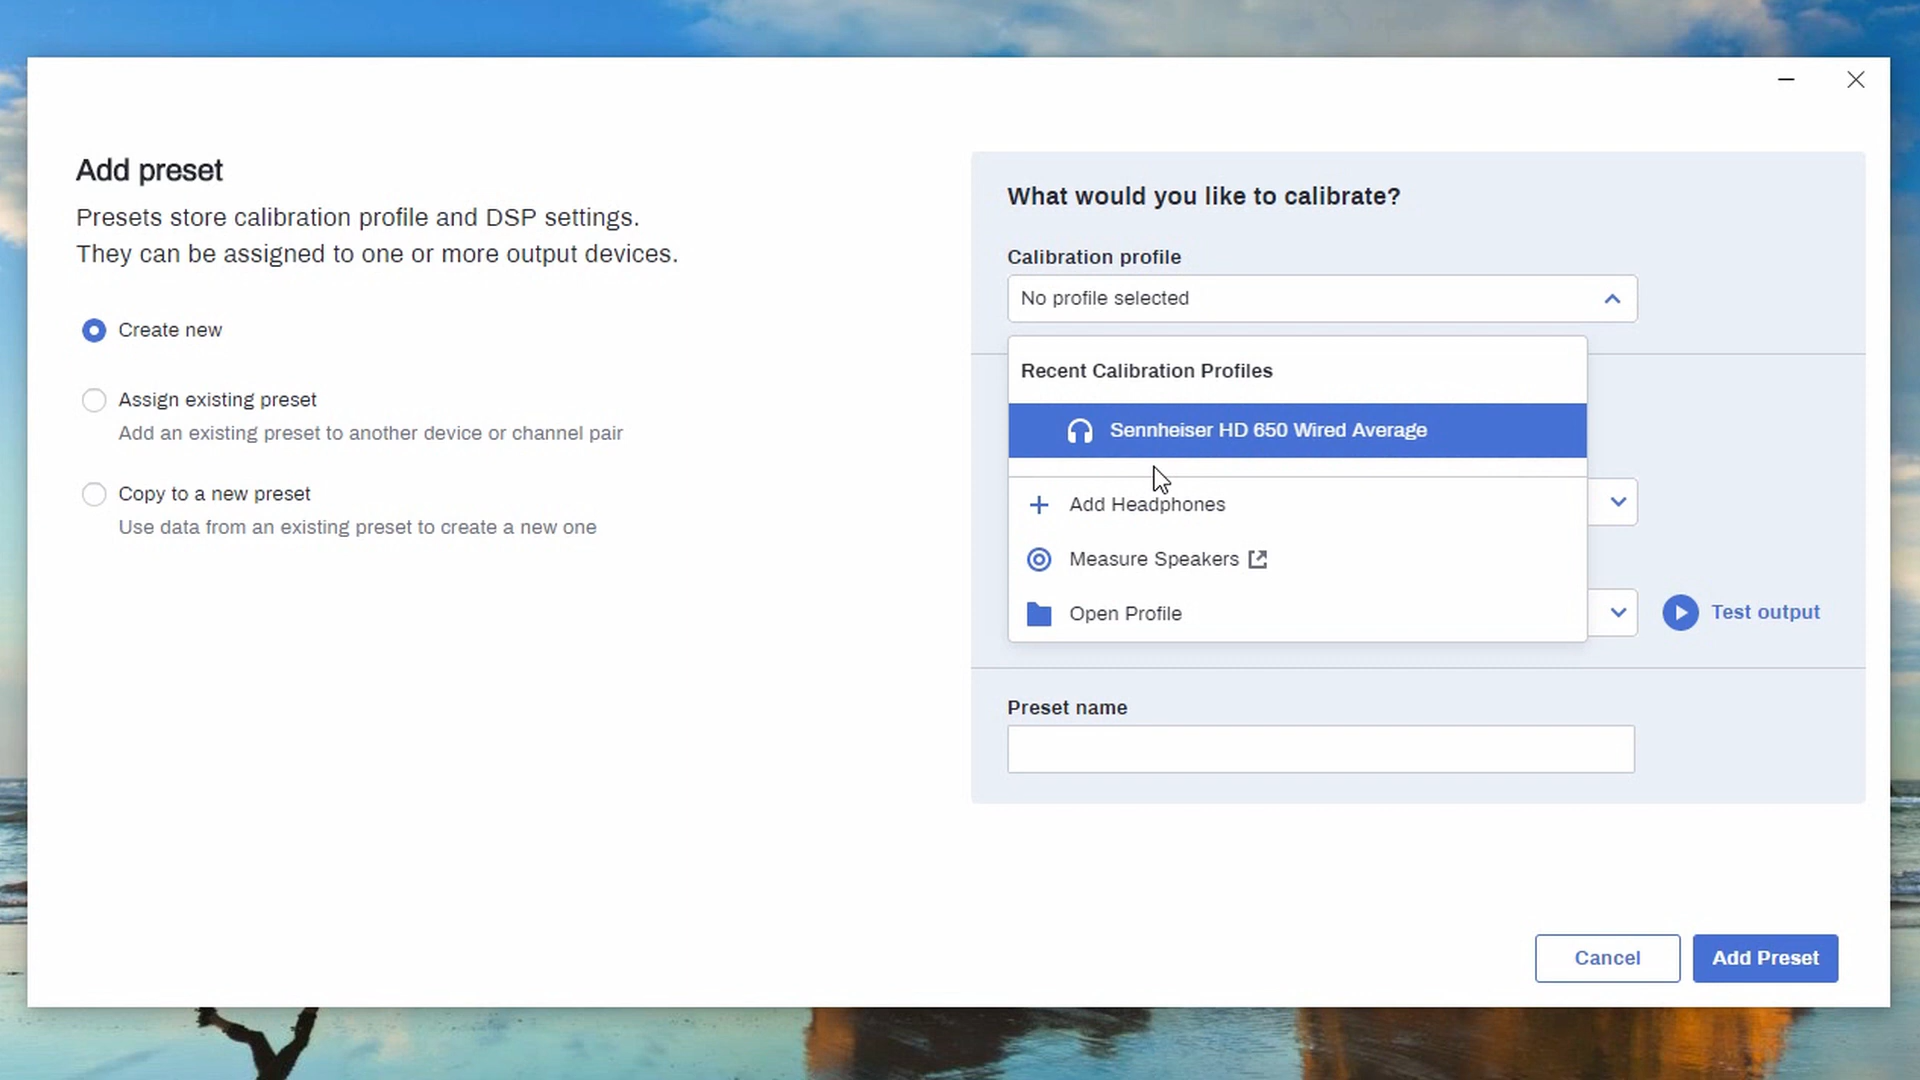 Add preset
Presets store calibration profile and DSP settings.
They can be assigned to one or more output devices.
Create new
Assign existing preset
Add an existing preset to another device or channel pair
Copy to a new preset
Use data from an existing preset to create a new one
What would you like to calibrate?
Calibration profile
No profile selected
Recent Calibration Profiles
Sennheiser HD 650 Wired Average
Add Headphones
Measure Speakers
Open Profile
Test output
Preset name
Cancel
Add Preset